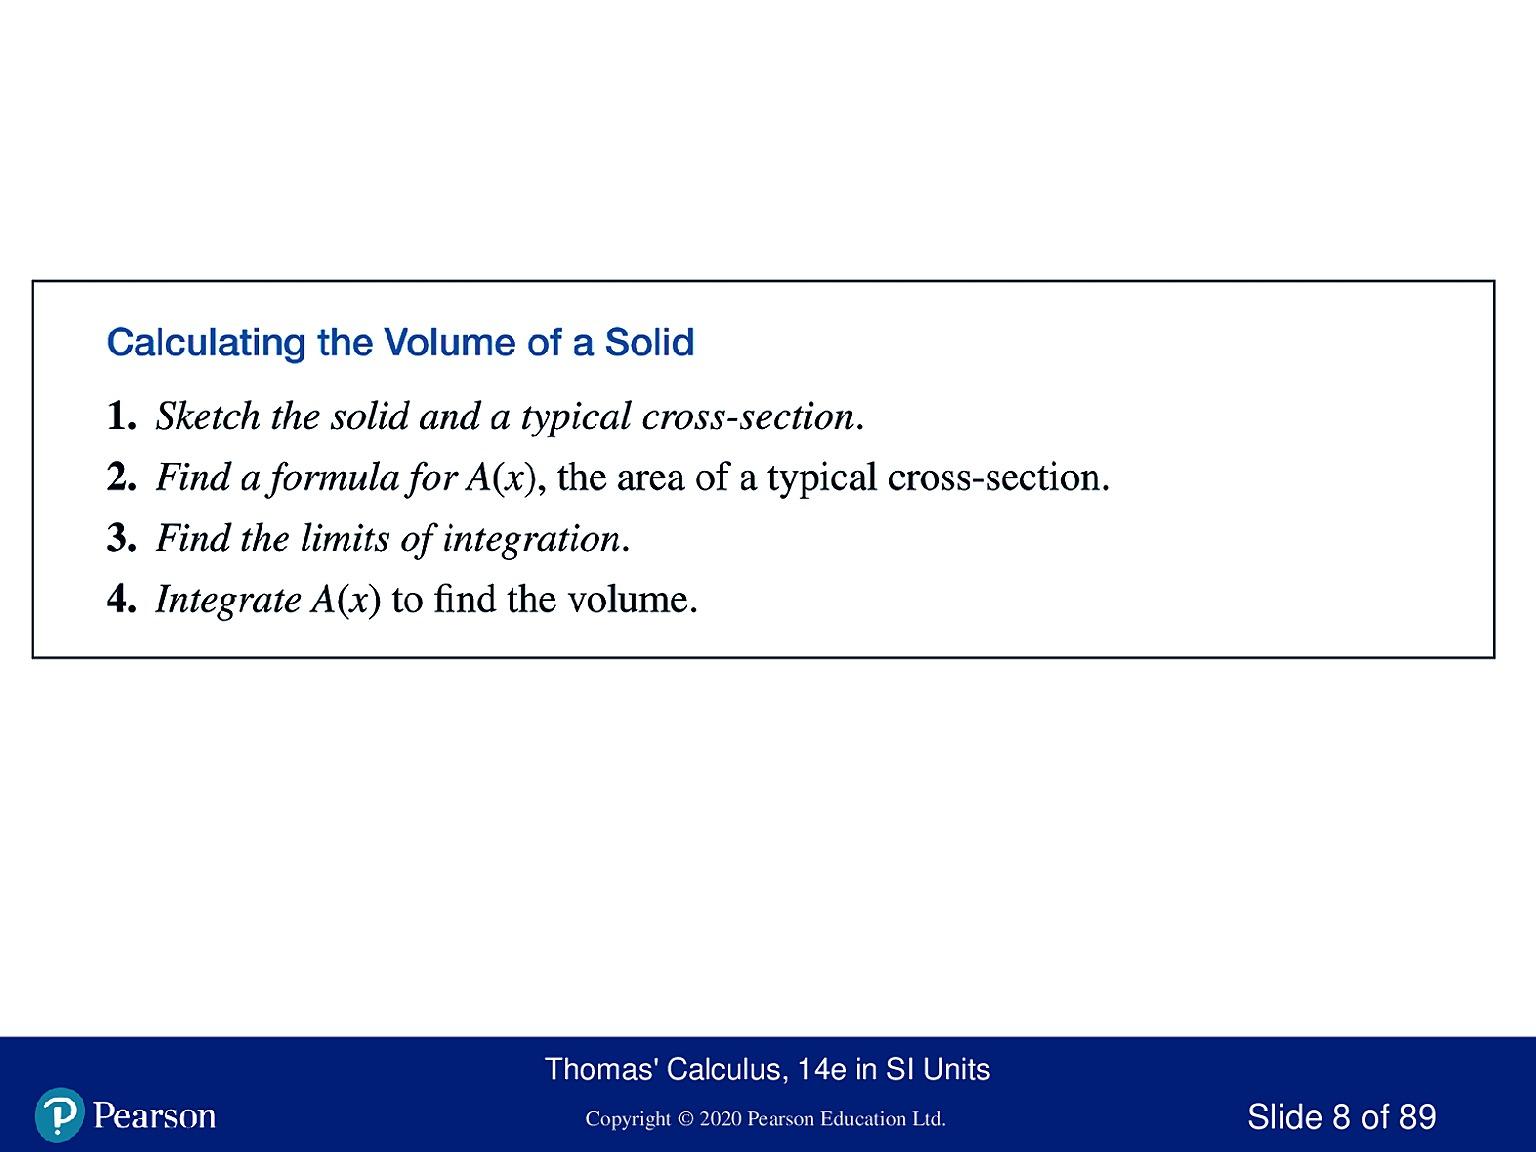 Calculating the Volume of a Solid
1. Sketch the solid and a typical cross-section.
2. Find a formula for A(x), the area of a typical cross-section.
3. Find the limits of integration.
4. Integrate A(x) to find the volume.
Thomas' Calculus, 14e in SI Units
Pearson
Copyright © 2020 Pearson Education Ltd.
Slide 8 of 89